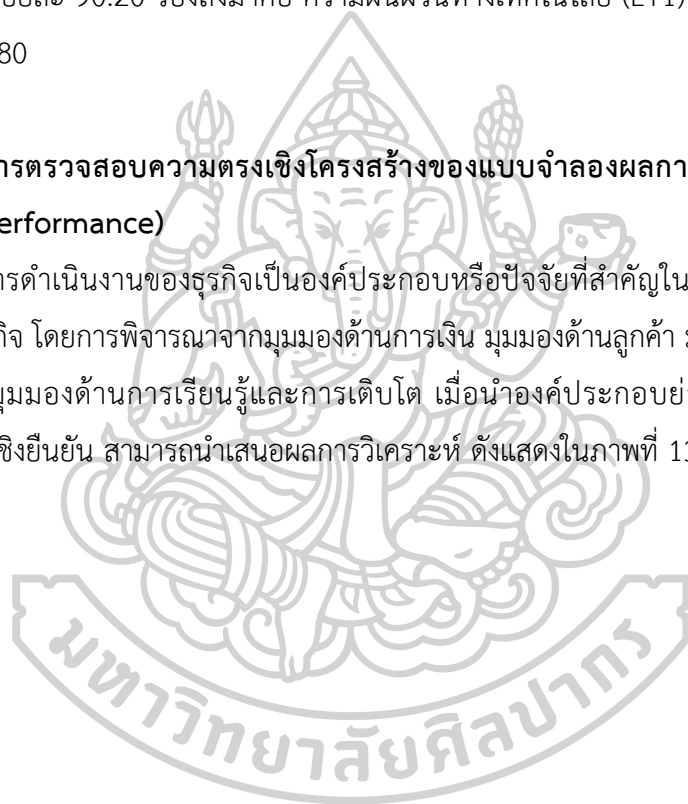 90.20 รองลงมาคือ ความผันผวนทางเทคโนโลยี (ET1)
80
ารตรวจสอบความตรงเชิงโครงสร้างของแบบจำลองผลกา
erformance)
ารดำเนินงานของธุรกิจเป็นองค์ประกอบหรือปัจจัยที่สำคัญใน
กิจ โดยการพิจารณาจากมุมมองด้านการเงิน มุมมองด้านลูกค้า
มุมมองด้านการเรียนรู้และการเติบโต เมื่อนำองค์ประกอบย่
ชิงยืนยัน สามารถนำเสนอผลการวิเคราะห์ ดังแสดงในภาพที่ 11
มหาวิทยาลัยศิลปากร